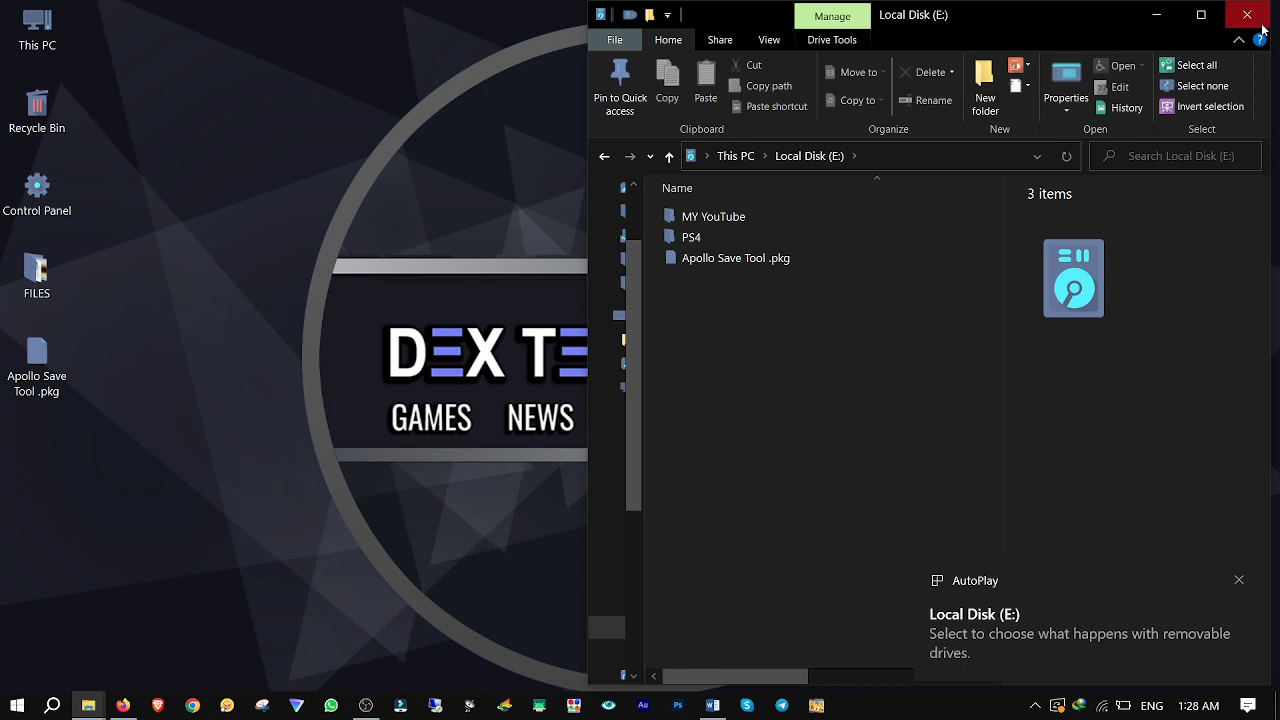 This PC
Recycle Bin
Control Panel
FILES
Apollo Save
Tool .pkg
DEX TE
GAMES NEWS
Manage
Local Disk (E:)
File
Home
Share
View
Drive Tools
Pin to Quick
access
Copy
Paste
Cut
Copy path
Paste shortcut
Clipboard
Move to
Copy to
Delete
Rename
Organize
New
folder
New
Properties
Open
Edit
History
Open
Select all
Select none
Invert selection
Select
This PC
Local Disk (E:)
Search Local Disk (E:)
Name
MY YouTube
PS4
Apollo Save Tool .pkg
3 items
AutoPlay
Local Disk (E:)
Select to choose what happens with removable
drives.
Au
Ps
ENG
1:28 AM